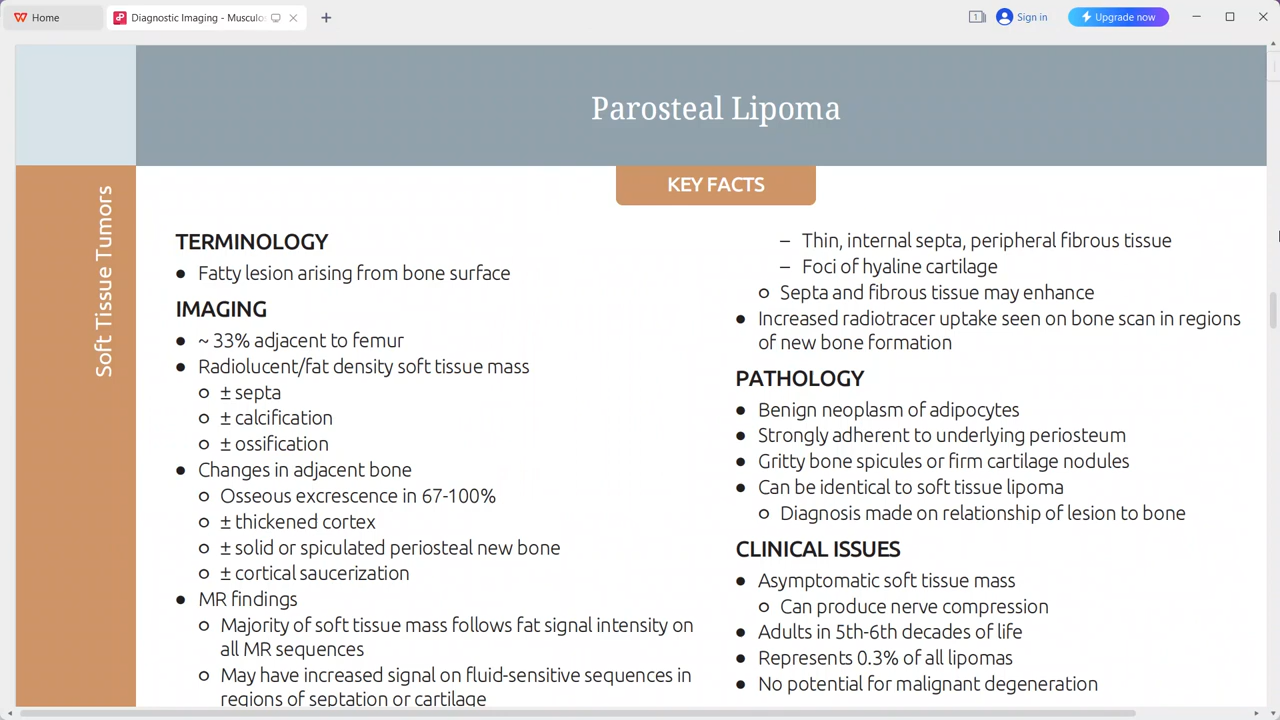 Home
Diagnostic Imaging - Musculos
1
Sign in
Upgrade now
Parosteal Lipoma
KEY FACTS
Soft Tissue Tumors
TERMINOLOGY
● Fatty lesion arising from bone surface
IMAGING
● ~ 33% adjacent to femur
● Radiolucent/fat density soft tissue mass
○ ± septa
○ ± calcification
○ ± ossification
● Changes in adjacent bone
○ Osseous excrescence in 67-100%
○ ± thickened cortex
○ ± solid or spiculated periosteal new bone
○ ± cortical saucerization
● MR findings
○ Majority of soft tissue mass follows fat signal intensity on
all MR sequences
○ May have increased signal on fluid-sensitive sequences in
regions of septation or cartilage
– Thin, internal septa, peripheral fibrous tissue
– Foci of hyaline cartilage
○ Septa and fibrous tissue may enhance
● Increased radiotracer uptake seen on bone scan in regions
of new bone formation
PATHOLOGY
● Benign neoplasm of adipocytes
● Strongly adherent to underlying periosteum
● Gritty bone spicules or firm cartilage nodules
● Can be identical to soft tissue lipoma
○ Diagnosis made on relationship of lesion to bone
CLINICAL ISSUES
● Asymptomatic soft tissue mass
○ Can produce nerve compression
● Adults in 5th-6th decades of life
● Represents 0.3% of all lipomas
● No potential for malignant degeneration